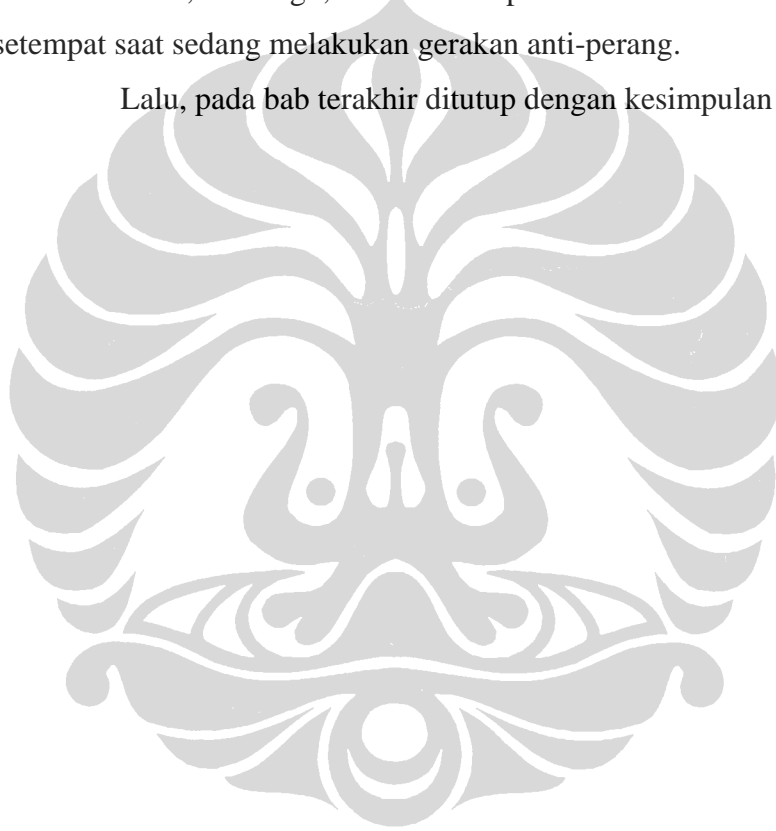 setempat saat sedang melakukan gerakan anti-perang.
Lalu, pada bab terakhir ditutup dengan kesimpulan